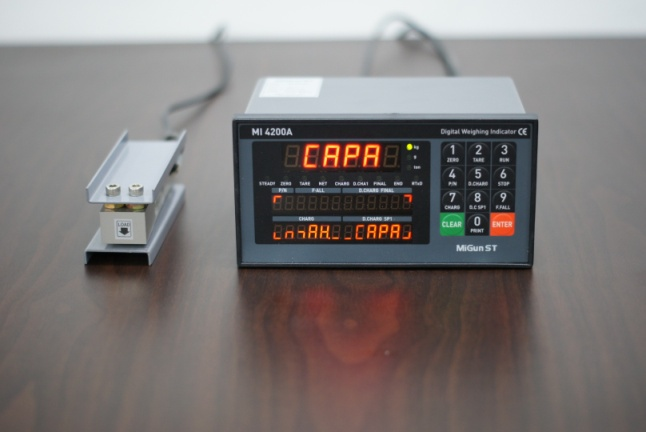 MI 4200A
Digital Weighing Indicator CE
CAPA
kg
g
ton
STEADY ZERO TARE NET CHARG D.CHA1 FINAL END
P/N F.ALL D.CHARG FINAL
CHARG D.CHARG SP1
CAPA
1 2 3
ZERO TARE RUN
4 5 6
P/N D.CHARG STOP
7 8 9
CHARG D.C SP1 F.FALL
CLEAR 0 ENTER
PRINT
MiGun ST
LOAD